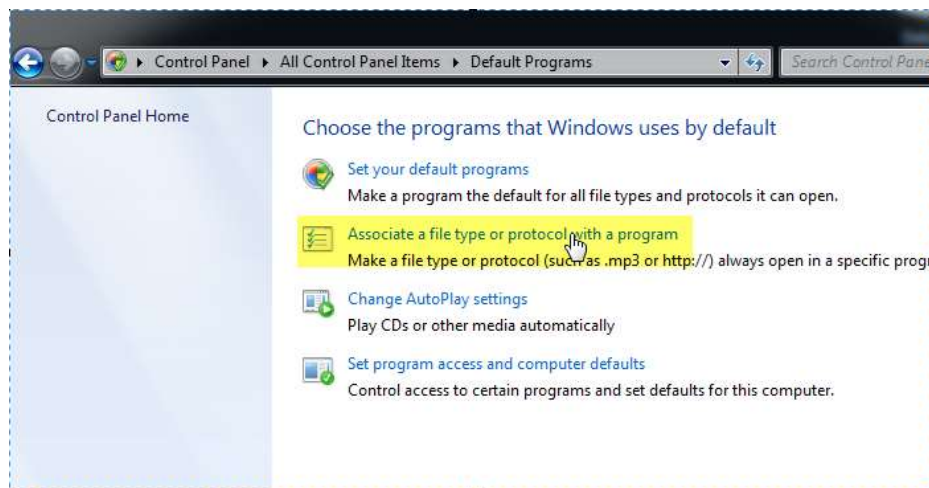 Control Panel ▸ All Control Panel Items ▸ Default Programs
Search Control Pane
Control Panel Home
Choose the programs that Windows uses by default
Set your default programs
Make a program the default for all file types and protocols it can open.
Associate a file type or protocol with a program
Make a file type or protocol (such as .mp3 or http://) always open in a specific prog
Change AutoPlay settings
Play CDs or other media automatically
Set program access and computer defaults
Control access to certain programs and set defaults for this computer.